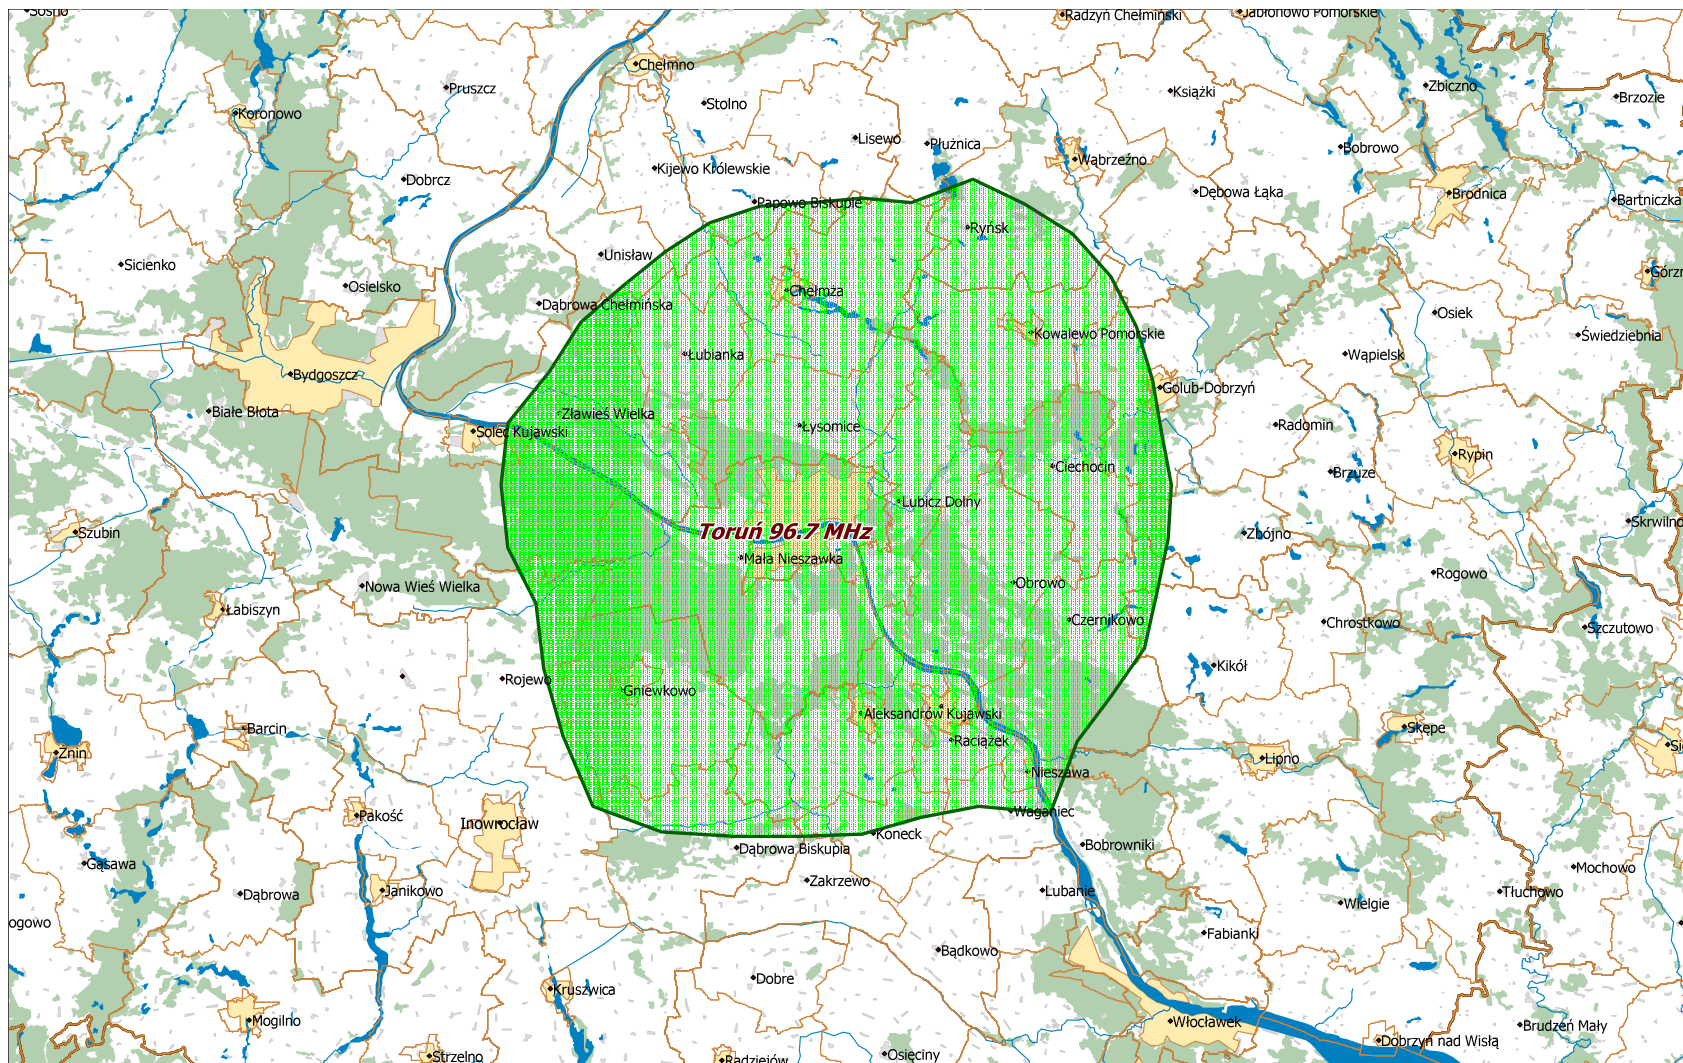 Sośno
Radzyń Chełmiński
Jabłonowo Pomorskie
Chełmno
Pruszcz
Zbiczno
Książki
Brzozie
Stolno
Koronowo
Lisewo
Płużnica
Bobrowo
Wąbrzeźno
Kijewo Królewskie
Dobrcz
Dębowa Łąka
Brodnica
Bartniczka
Papowo Biskupie
Ryńsk
Unisław
Sicienko
Osielsko
Chełmża
Dąbrowa Chełmińska
Osiek
Kowalewo Pomorskie
Świedziebnia
Łubianka
Wąpielsk
Bydgoszcz
Golub-Dobrzyń
Białe Błota
Zławieś Wielka
Solec Kujawski
Łysomice
Radomin
Rypin
Ciechocin
Brzuze
Lubicz Dolny
Skrwilno
Szubin
Toruń 96.7 MHz
Zbójno
Mała Nieszawka
Rogowo
Nowa Wieś Wielka
Obrowo
Łabiszyn
Czernikowo
Chrostkowo
Szczutowo
Kikół
Rojewo
Gniewkowo
Aleksandrów Kujawski
Barcin
Skępe
Raciążek
Żnin
Lipno
Nieszawa
Pakość
Inowrocław
Waganiec
Koneck
Dąbrowa Biskupia
Bobrowniki
Gąsawa
Mochowo
Zakrzewo
Janikowo
Dąbrowa
Lubanie
Tłuchowo
Wielgie
ogowo
Fabianki
Bądkowo
Dobre
Kruszwica
Mogilno
Włocławek
Brudzeń Mały
Dobrzyń nad Wisłą
Strzelno
Radziejów
Osięciny